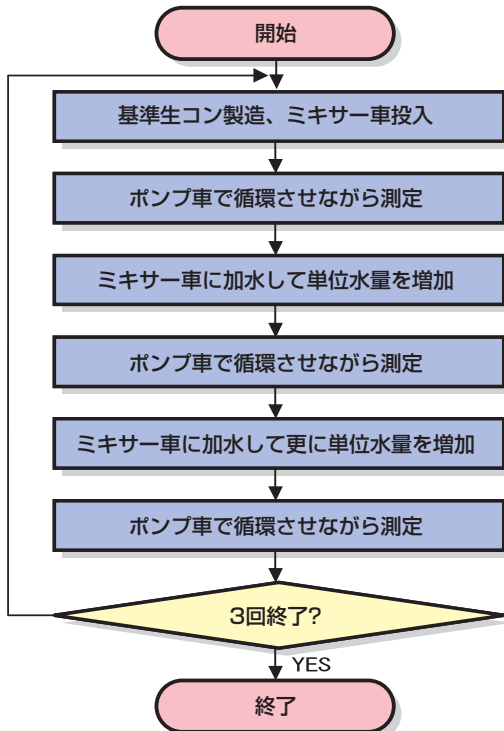 開始
基準生コン製造、ミキサー車投入
ポンプ車で循環させながら測定
ミキサー車に加水して単位水量を増加
ポンプ車で循環させながら測定
ミキサー車に加水して更に単位水量を増加
ポンプ車で循環させながら測定
3回終了?
YES
終了